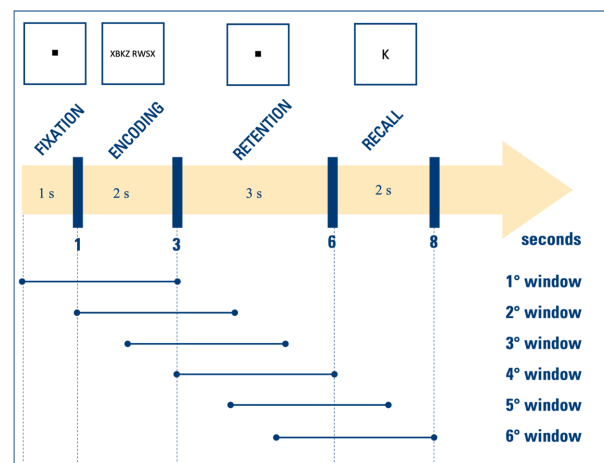 XBKZ RWSX
K
FIXATION
ENCODING
RETENTION
RECALL
1 s
2 s
3 s
2 s
1
3
6
8
seconds
1° window
2° window
3° window
4° window
5° window
6° window